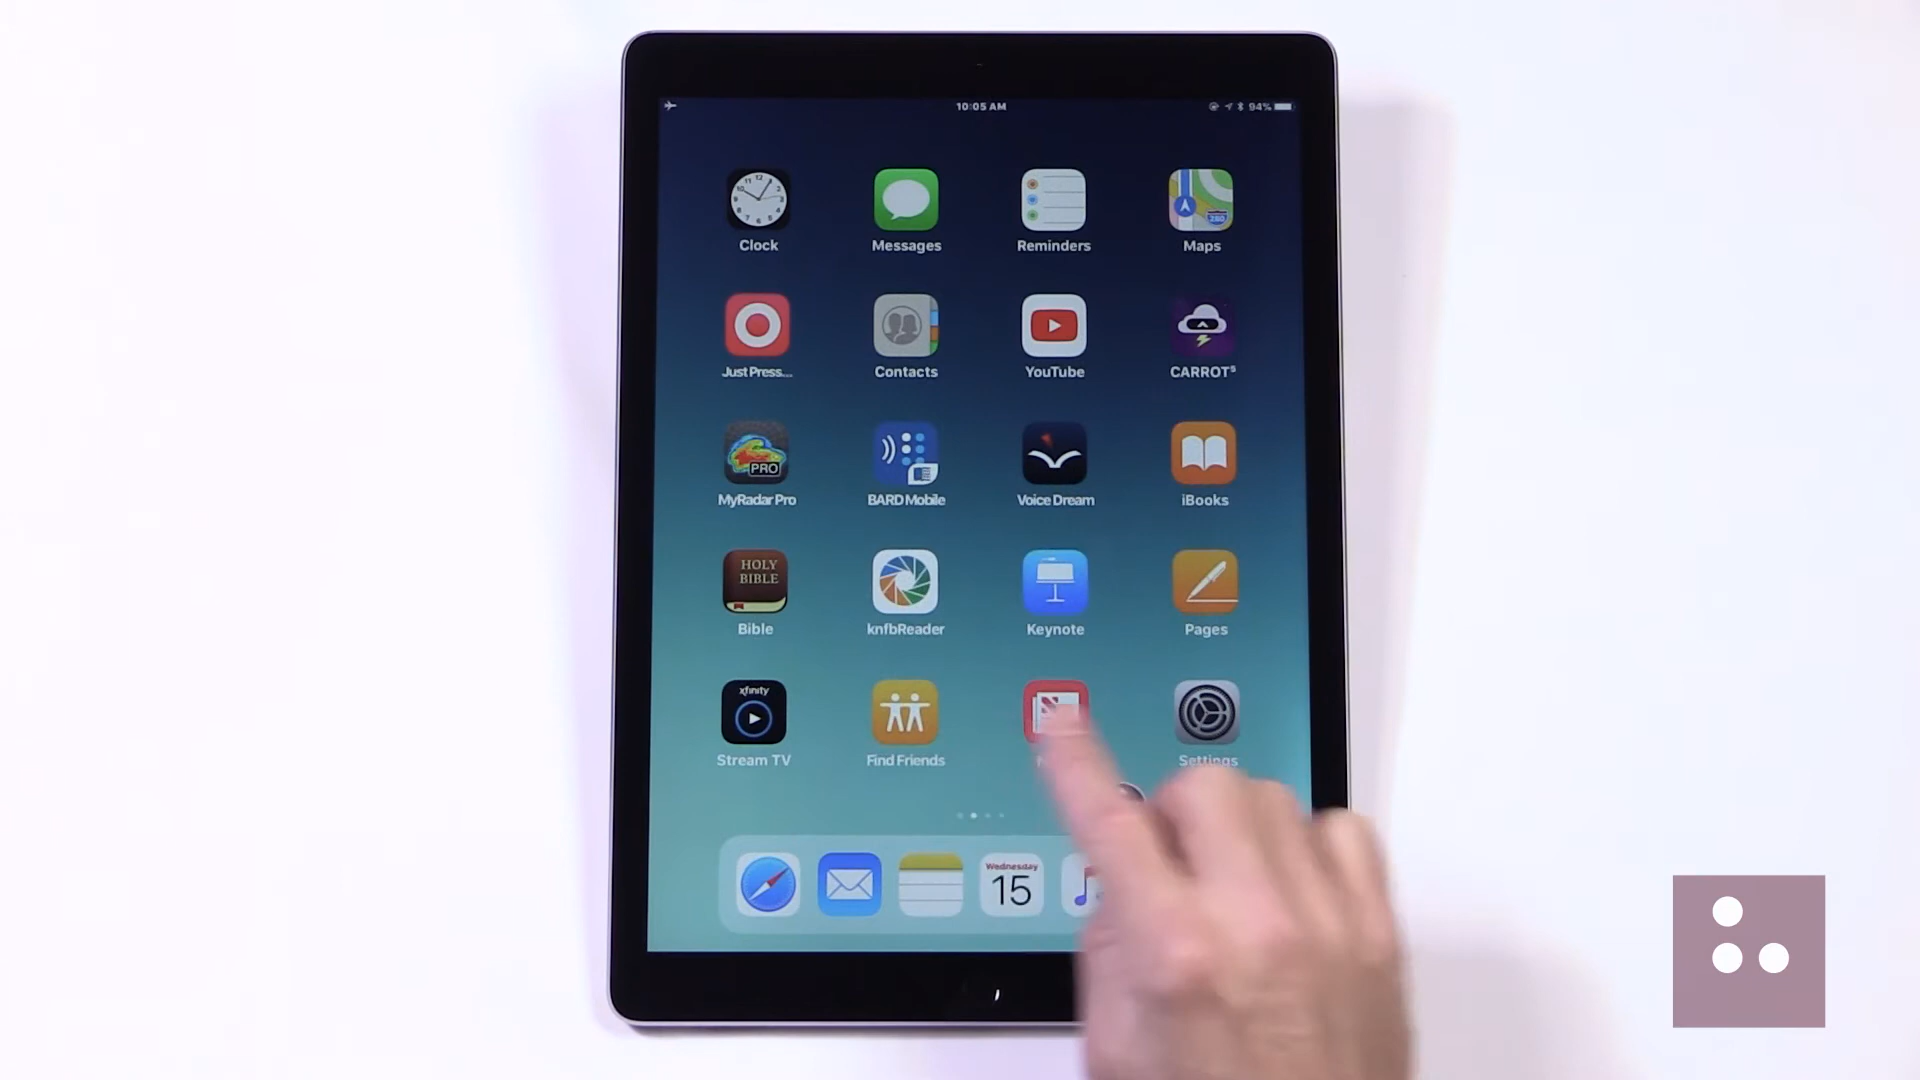 10:05 AM
94%
Clock
Messages
Reminders
Maps
280
Just Press...
Contacts
YouTube
CARROT⁵
PRO
MyRadar Pro
BARD Mobile
Voice Dream
iBooks
HOLY
BIBLE
Bible
knfbReader
Keynote
Pages
xfinity
Stream TV
Find Friends
Settings
Wednesday
15